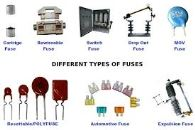 Cartridge Fuse
Rewireable Fuse
Switch Fuse
Drop Out Fuse
MOV Fuse
DIFFERENT TYPES OF FUSES
Resettable/POLYFUSE
Automotive Fuse
Expulsion Fuse